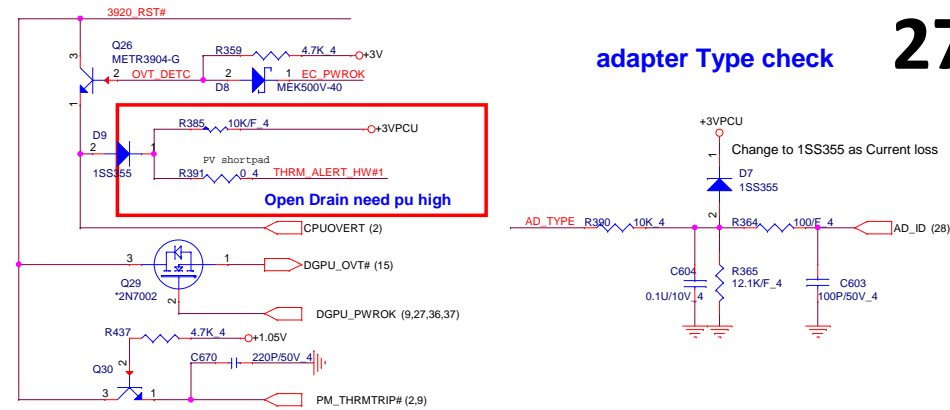 3920_RST#
27
adapter Type check
3
Q26
METR3904-G
R359
4.7K_4
+3V
2
OVT_DETC
2
1
EC_PWROK
D8
MEK500V-40
1
+3VPCU
R385
10K/F_4
+3VPCU
D9
2
1
1SS355
PV shortpad
R391
0_4
THRM_ALERT_HW#1
Open Drain need pu high
1
Change to 1SS355 as Current loss
D7
1SS355
2
AD_TYPE
R390
10K_4
R364
100/F_4
AD_ID (28)
CPUOVERT (2)
3
1
DGPU_OVT# (15)
Q29
*2N7002
2
DGPU_PWROK (9,27,36,37)
C604
0.1U/10V_4
R365
12.1K/F_4
C603
100P/50V_4
R437
4.7K_4
+1.05V
C670
220P/50V_4
Q30
2
3
1
PM_THRMTRIP# (2,9)